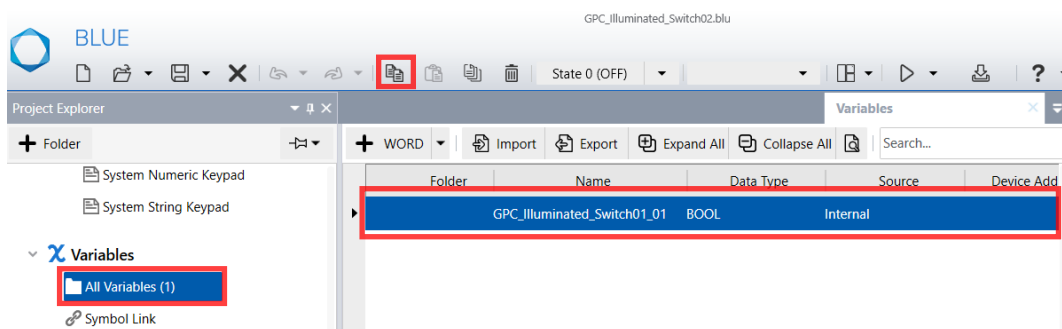 GPC_Illuminated_Switch02.blu
BLUE
State 0 (OFF)
?
Project Explorer
Variables
Folder
WORD Import Export Expand All Collapse All Search...
System Numeric Keypad
Folder Name Data Type Source Device Add
System String Keypad
GPC_Illuminated_Switch01_01 BOOL Internal
Variables
All Variables (1)
Symbol Link